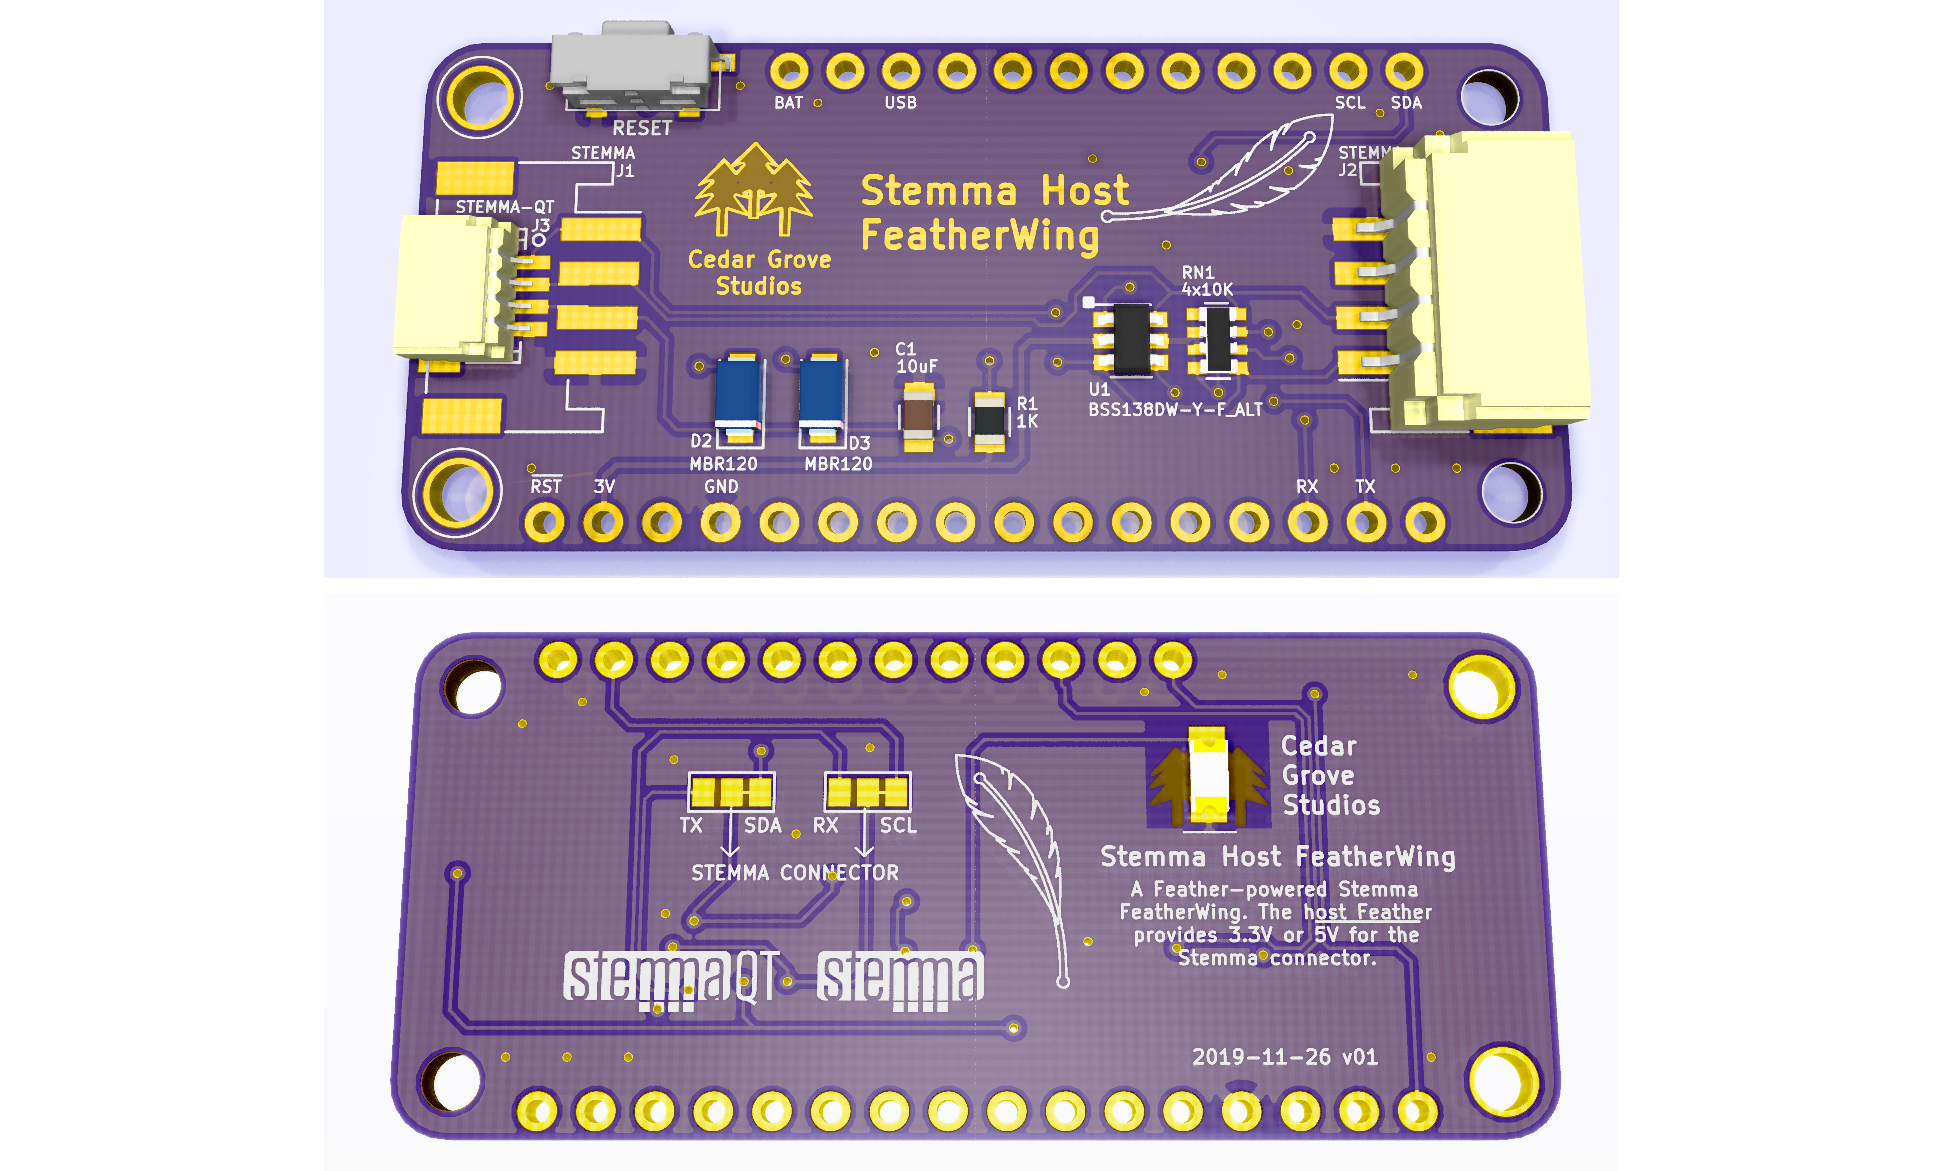 BAT
USB
SCL
SDA
RESET
STEMMA
J1
STEMMA-QT
J3
Cedar Grove
Studios
Stemma Host
FeatherWing
J2
RN1
4x10K
C1
10uF
U1
BSS138DW-Y-F_ALT
R1
1K
D2
MBR120
D3
MBR120
RST
3V
GND
RX
TX
TX
SDA
RX
SCL
STEMMA CONNECTOR
stemmaQT
stemma
Cedar
Grove
Studios
Stemma Host FeatherWing
A Feather-powered Stemma
FeatherWing. The host Feather
provides 3.3V or 5V for the
Stemma connector.
2019-11-26 v01